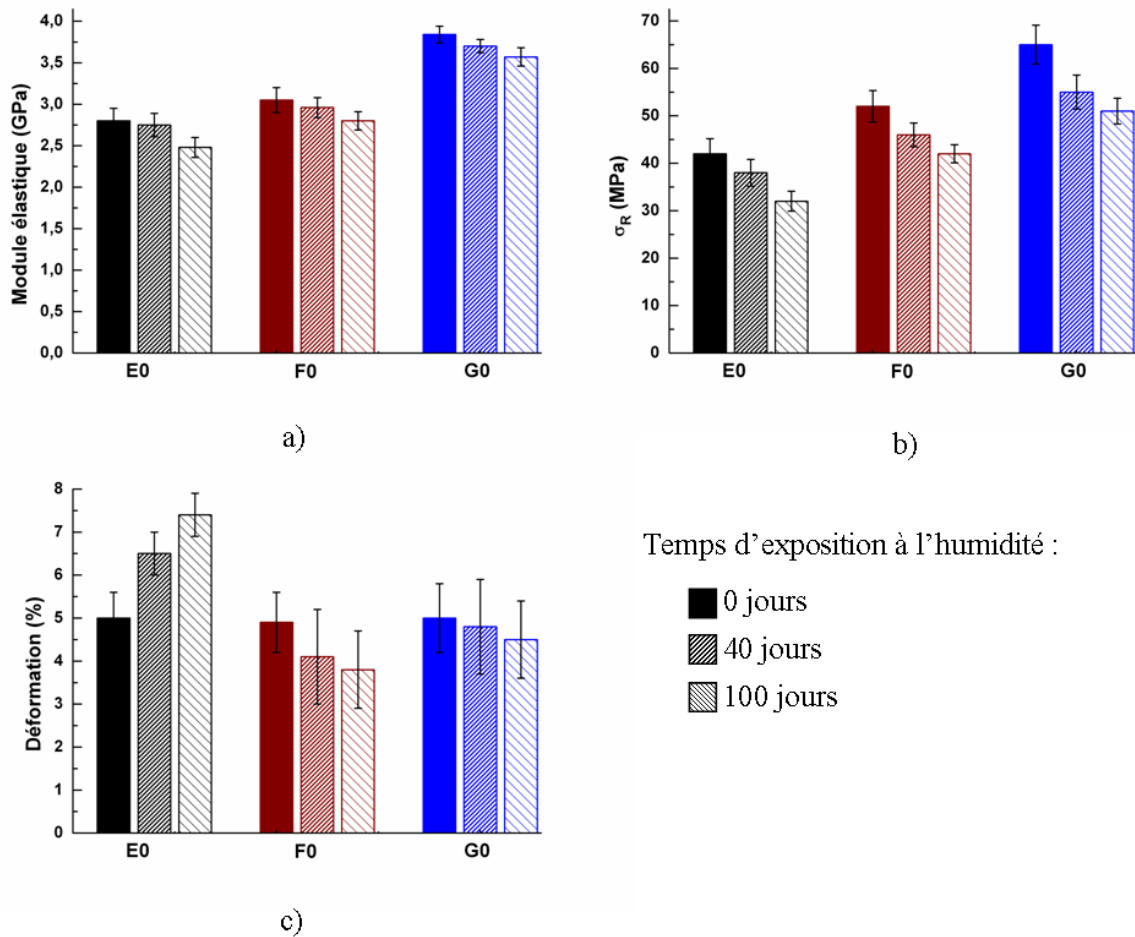 Module élastique (GPa)
3,5
3,0
2,5
2,0
1,5
1,0
0,5
0,0
E0 F0 G0
a)
σR (MPa)
70
60
50
40
30
20
10
0
E0 F0 G0
b)
Déformation (%)
8
7
6
5
4
3
2
1
0
E0 F0 G0
c)
Temps d'exposition à l'humidité :
0 jours
40 jours
100 jours